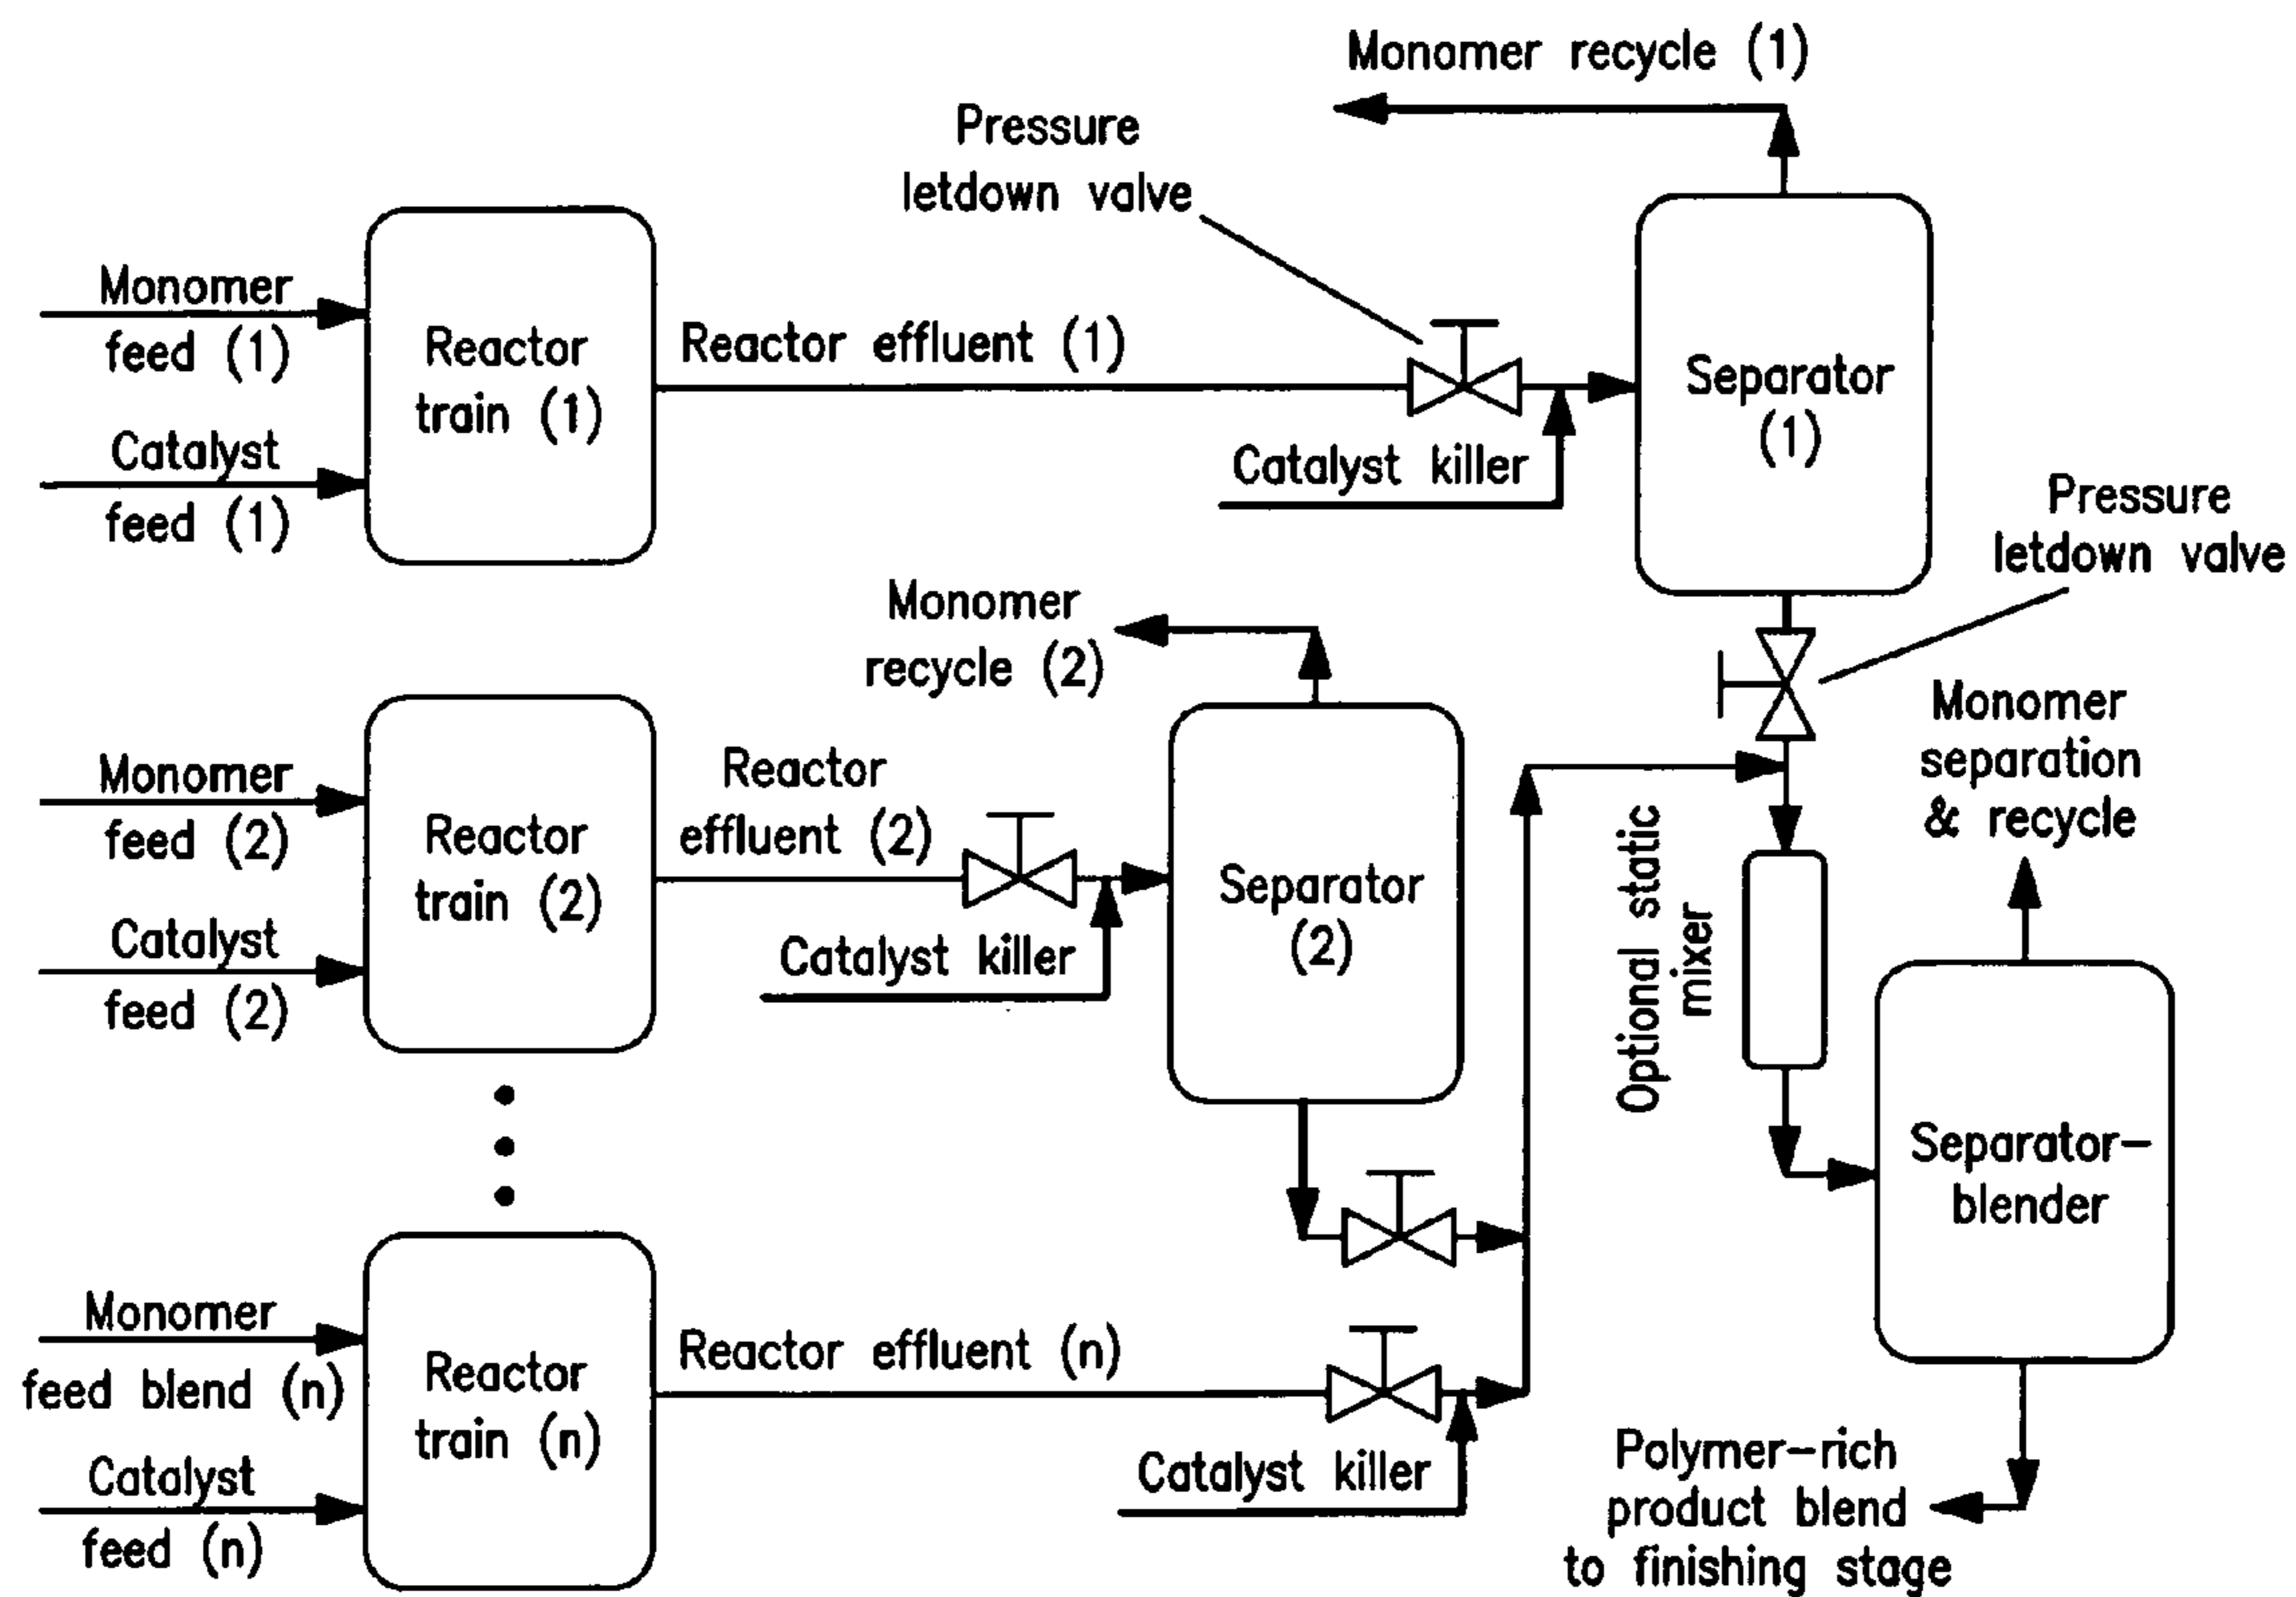 Monomer recycle (1)
Pressure
letdown valve
Monomer
feed (1)
Catalyst
feed (1)
Reactor
train (1)
Reactor effluent (1)
Catalyst killer
Separator
(1)
Pressure
letdown valve
Monomer
recycle (2)
Monomer
feed (2)
Catalyst
feed (2)
Reactor
train (2)
Reactor
effluent (2)
Catalyst killer
Separator
(2)
Optional static
mixer
Monomer
separation
& recycle
Separator-
blender
Monomer
feed blend (n)
Catalyst
feed (n)
Reactor
train (n)
Reactor effluent (n)
Catalyst killer
Polymer-rich
product blend
to finishing stage